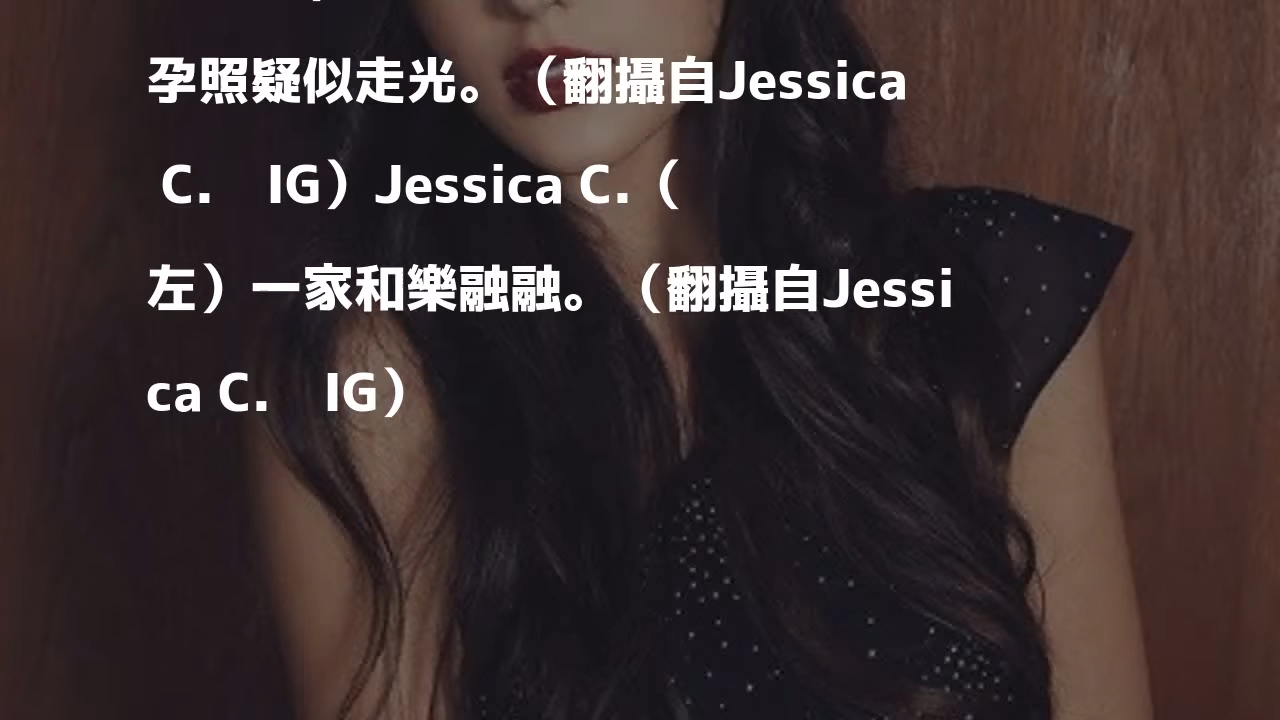 孕照疑似走光。（翻攝自Jessica
C.　IG）Jessica C.（
左）一家和樂融融。（翻攝自Jessi
ca C.　IG）